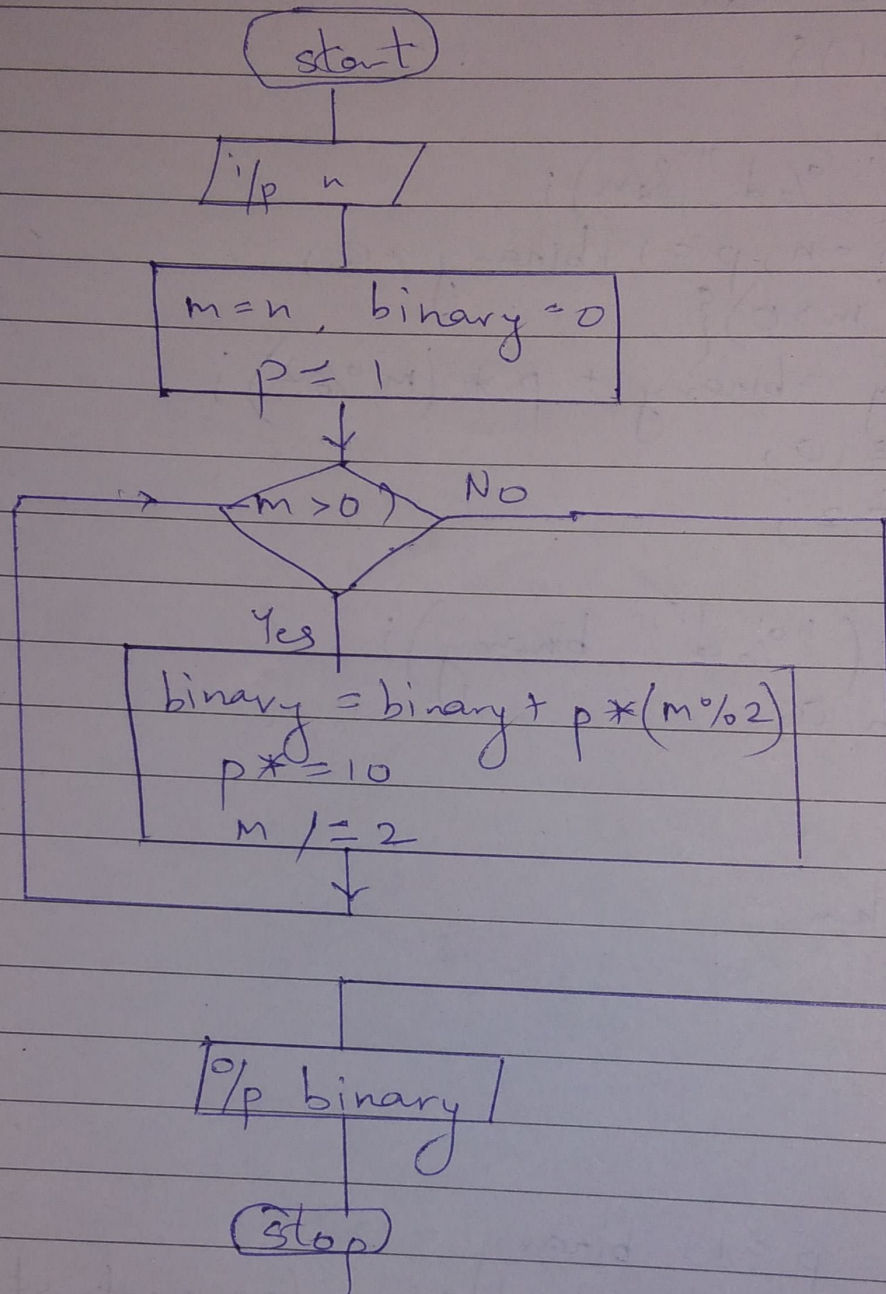 start
i/p n
m=n, binary=0
p=1
m>0
NO
Yes
binary = binary + p*(m%2)
p*=10
m /= 2
o/p binary
stop